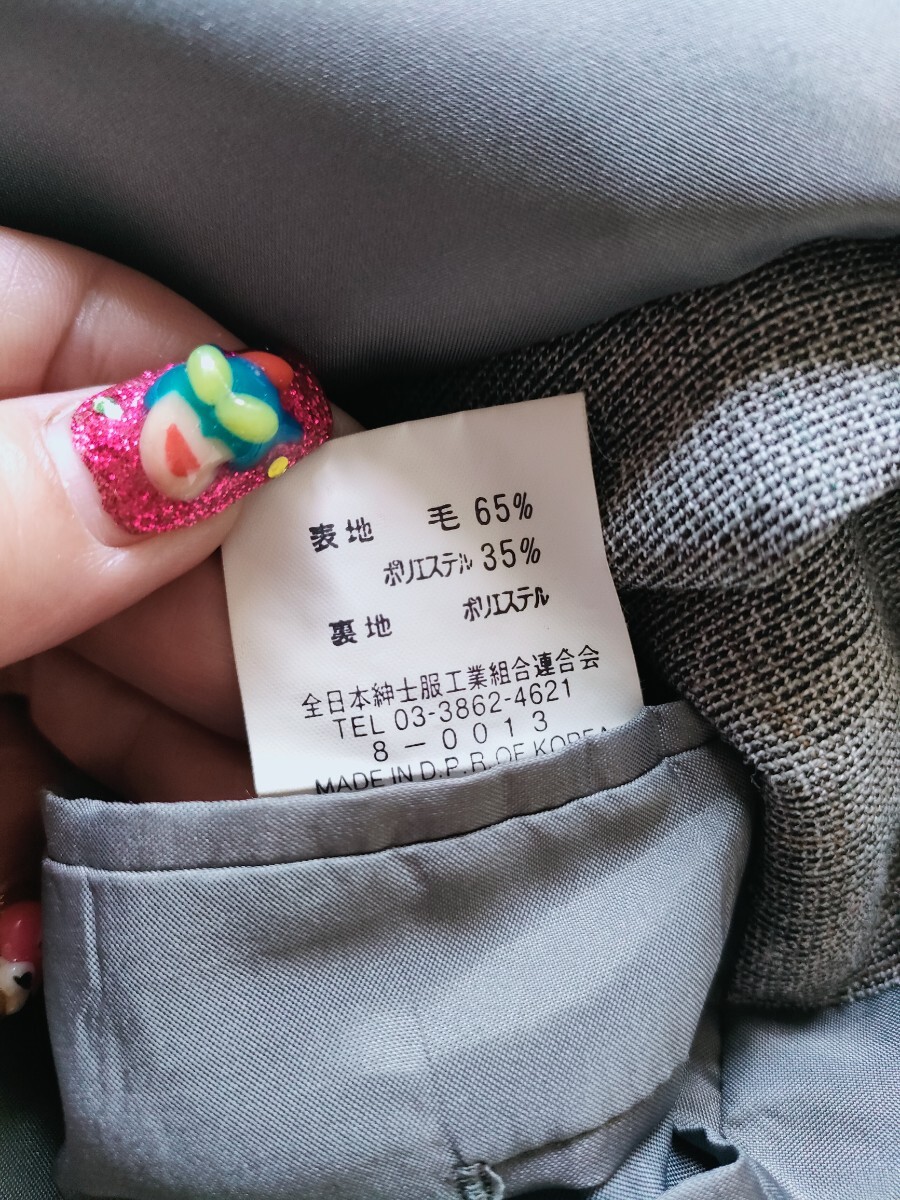 表地 毛 65%
ポリエステル 35%
裏地 ポリエステル
全日本紳士服工業組合連合会
TEL 03-3862-4621
8-0013
MADE IN D.P.R. OF KOREA